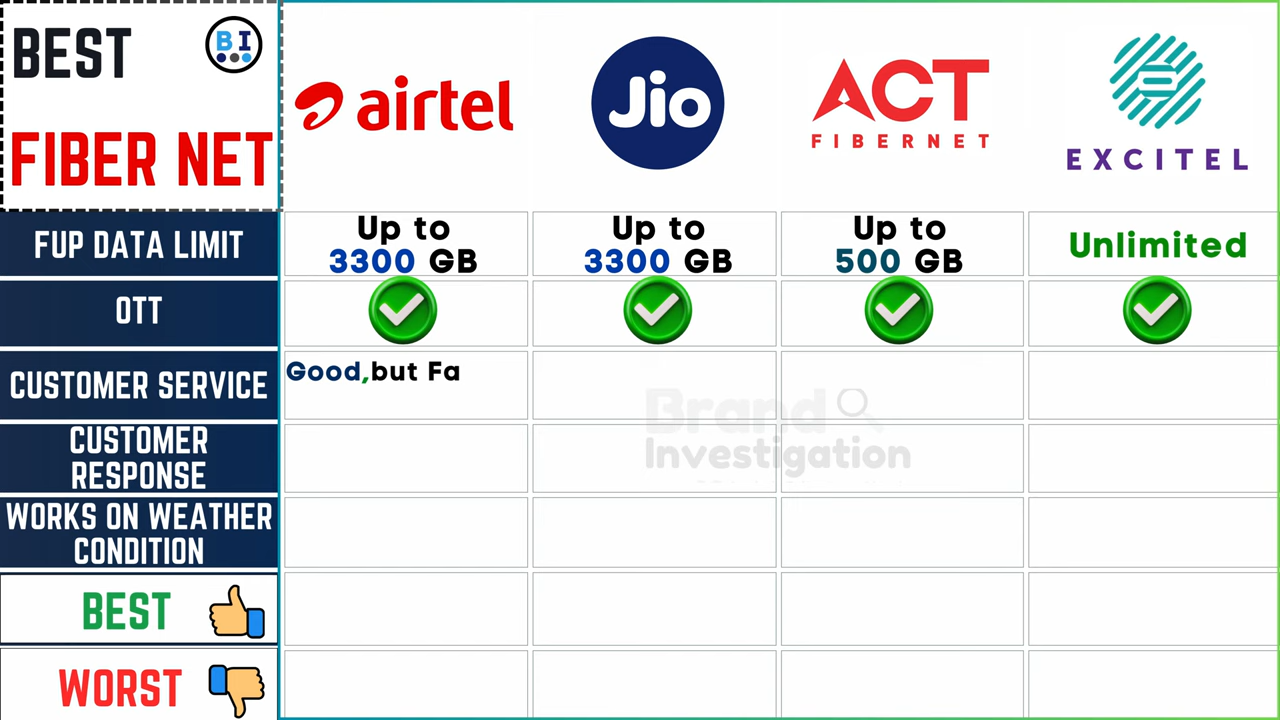 BEST
BI
FIBER NET
airtel
Jio
ACT
FIBERNET
EXCITEL
FUP DATA LIMIT
Up to
3300 GB
Up to
3300 GB
Up to
500 GB
Unlimited
OTT
CUSTOMER SERVICE
Good,but Fa
Brand
Investigation
CUSTOMER
RESPONSE
WORKS ON WEATHER
CONDITION
BEST
WORST